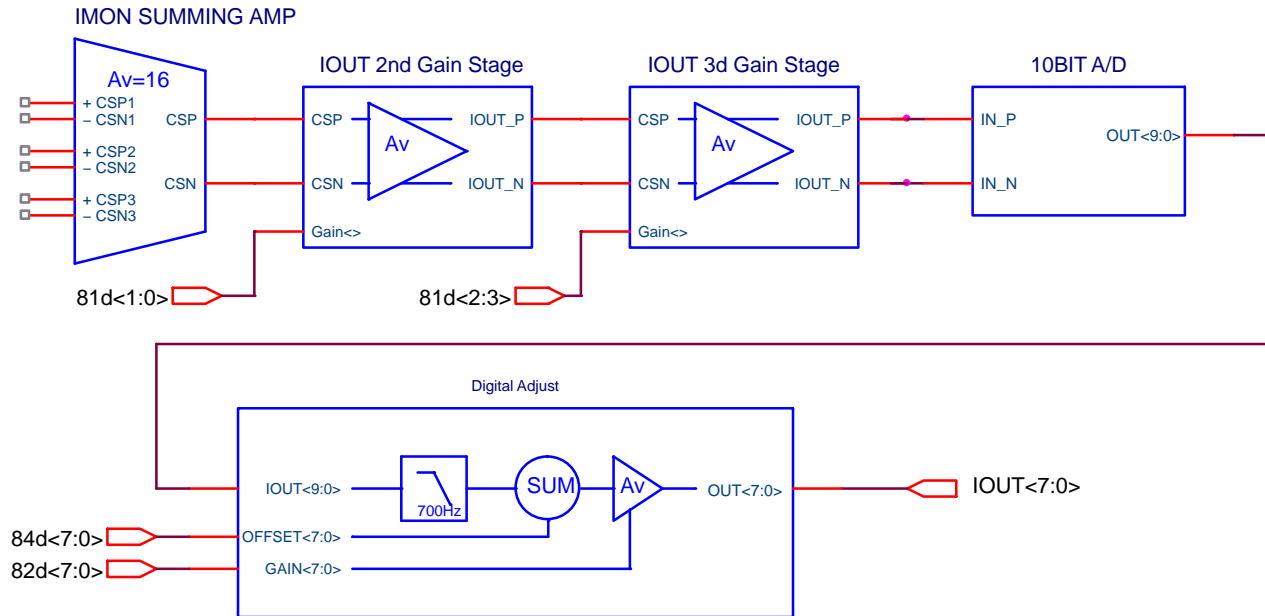 IMON SUMMING AMP
Av=16
+ CSP1
– CSN1
+ CSP2
– CSN2
+ CSP3
– CSN3
CSP
CSN
IOUT 2nd Gain Stage
CSP
CSN
Gain<>
Av
IOUT_P
IOUT_N
81d<1:0>
IOUT 3d Gain Stage
CSP
CSN
Gain<>
Av
IOUT_P
IOUT_N
81d<2:3>
10BIT A/D
IN_P
IN_N
OUT<9:0>
Digital Adjust
IOUT<9:0>
OFFSET<7:0>
GAIN<7:0>
700Hz
SUM
Av
OUT<7:0>
IOUT<7:0>
84d<7:0>
82d<7:0>